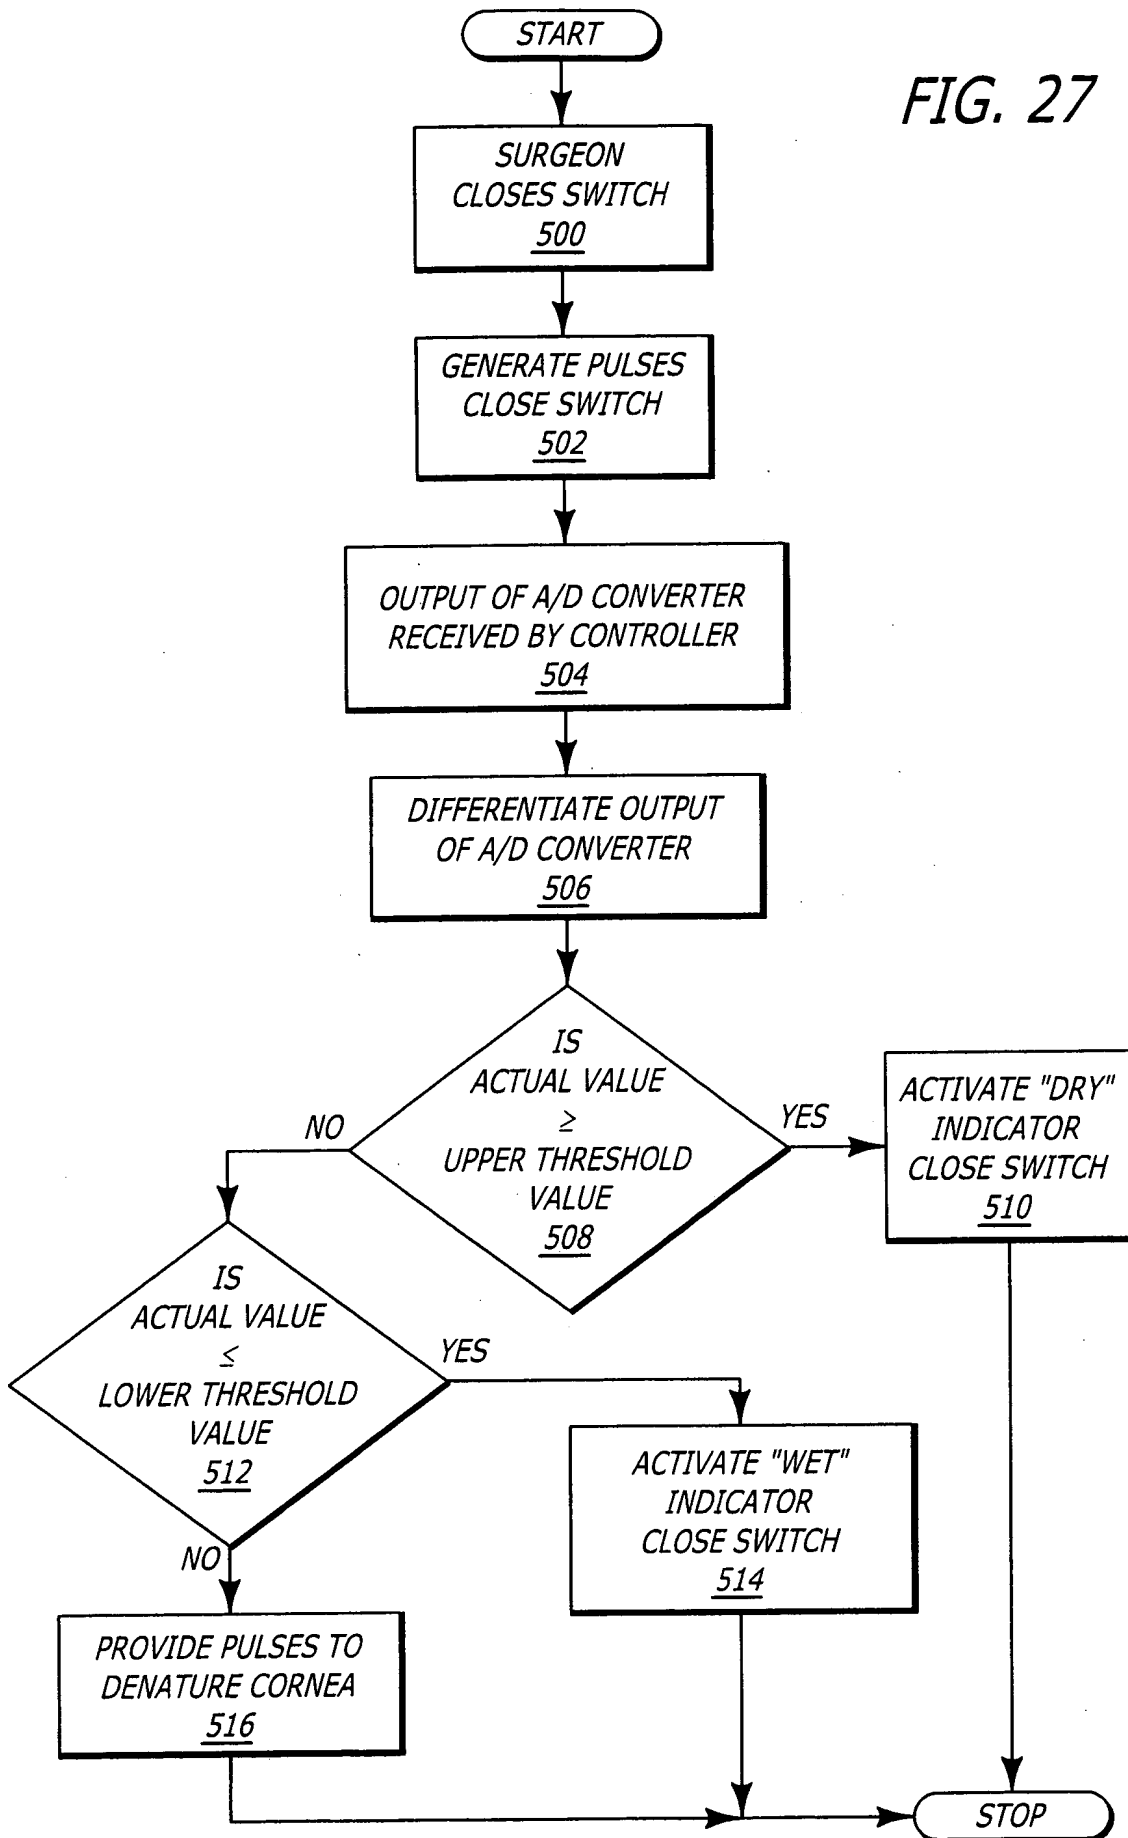 START
FIG. 27
SURGEON
CLOSES SWITCH
500
GENERATE PULSES
CLOSE SWITCH
502
OUTPUT OF A/D CONVERTER
RECEIVED BY CONTROLLER
504
DIFFERENTIATE OUTPUT
OF A/D CONVERTER
506
IS
ACTUAL VALUE
≥
UPPER THRESHOLD
VALUE
508
NO
YES
ACTIVATE "DRY"
INDICATOR
CLOSE SWITCH
510
IS
ACTUAL VALUE
≤
LOWER THRESHOLD
VALUE
512
YES
NO
ACTIVATE "WET"
INDICATOR
CLOSE SWITCH
514
PROVIDE PULSES TO
DENATURE CORNEA
516
STOP